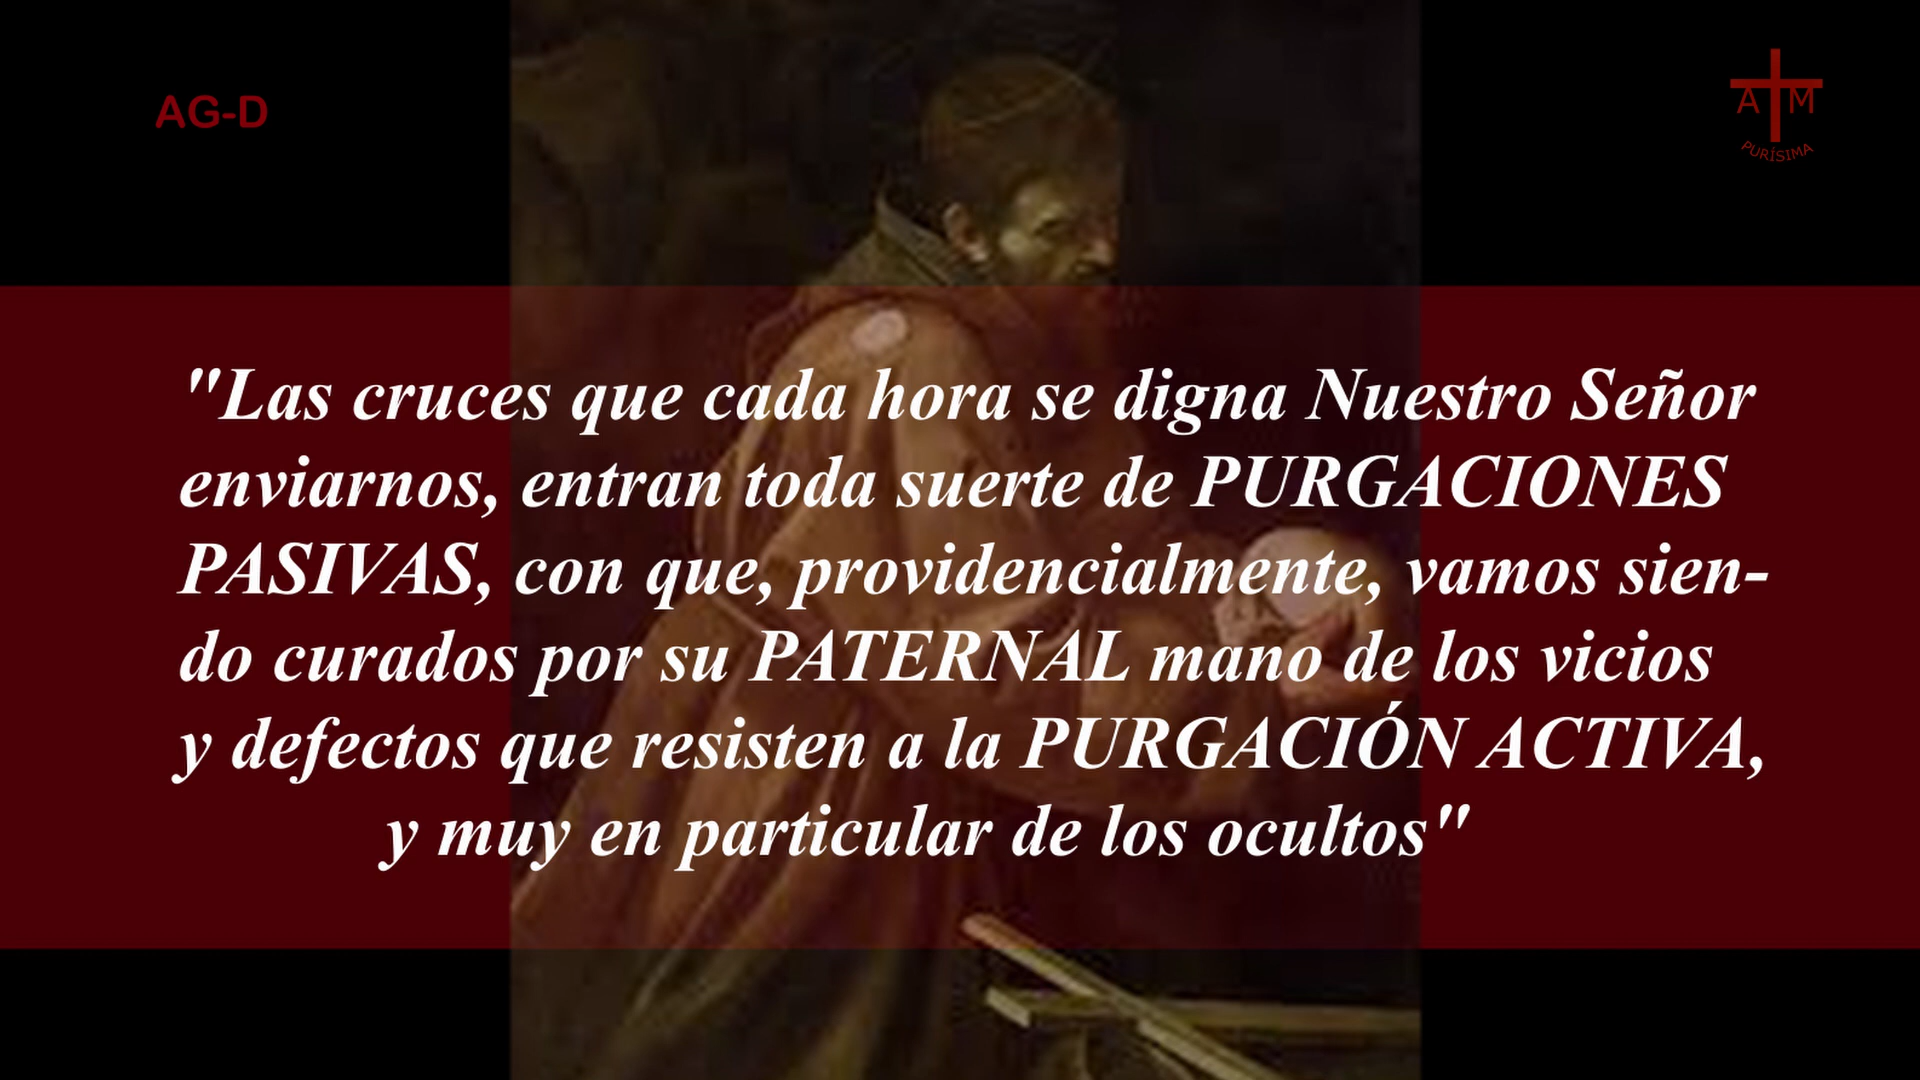 AG-D
A M
PURÍSIMA
"Las cruces que cada hora se digna Nuestro Señor
enviarnos, entran toda suerte de PURGACIONES
PASIVAS, con que, providencialmente, vamos sien-
do curados por su PATERNAL mano de los vicios
y defectos que resisten a la PURGACIÓN ACTIVA,
y muy en particular de los ocultos"